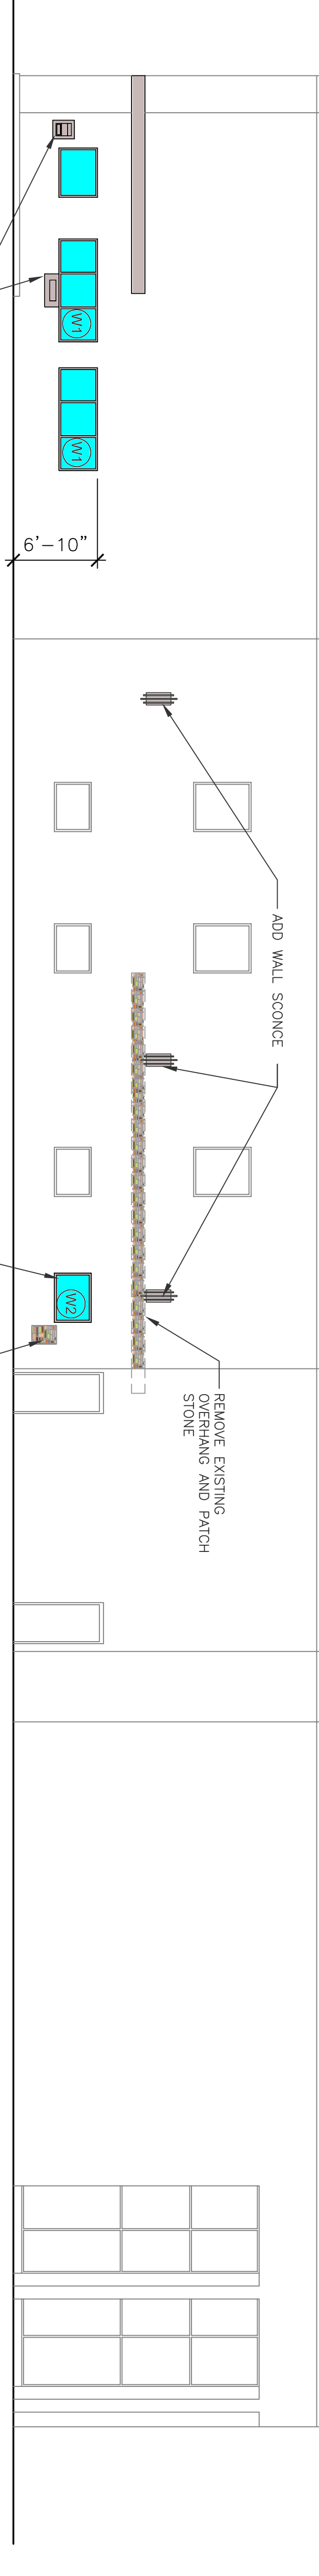 W1
W1
6'-10"
ADD WALL SCONCE
W2
REMOVE EXISTING
OVERHANG AND PATCH
STONE